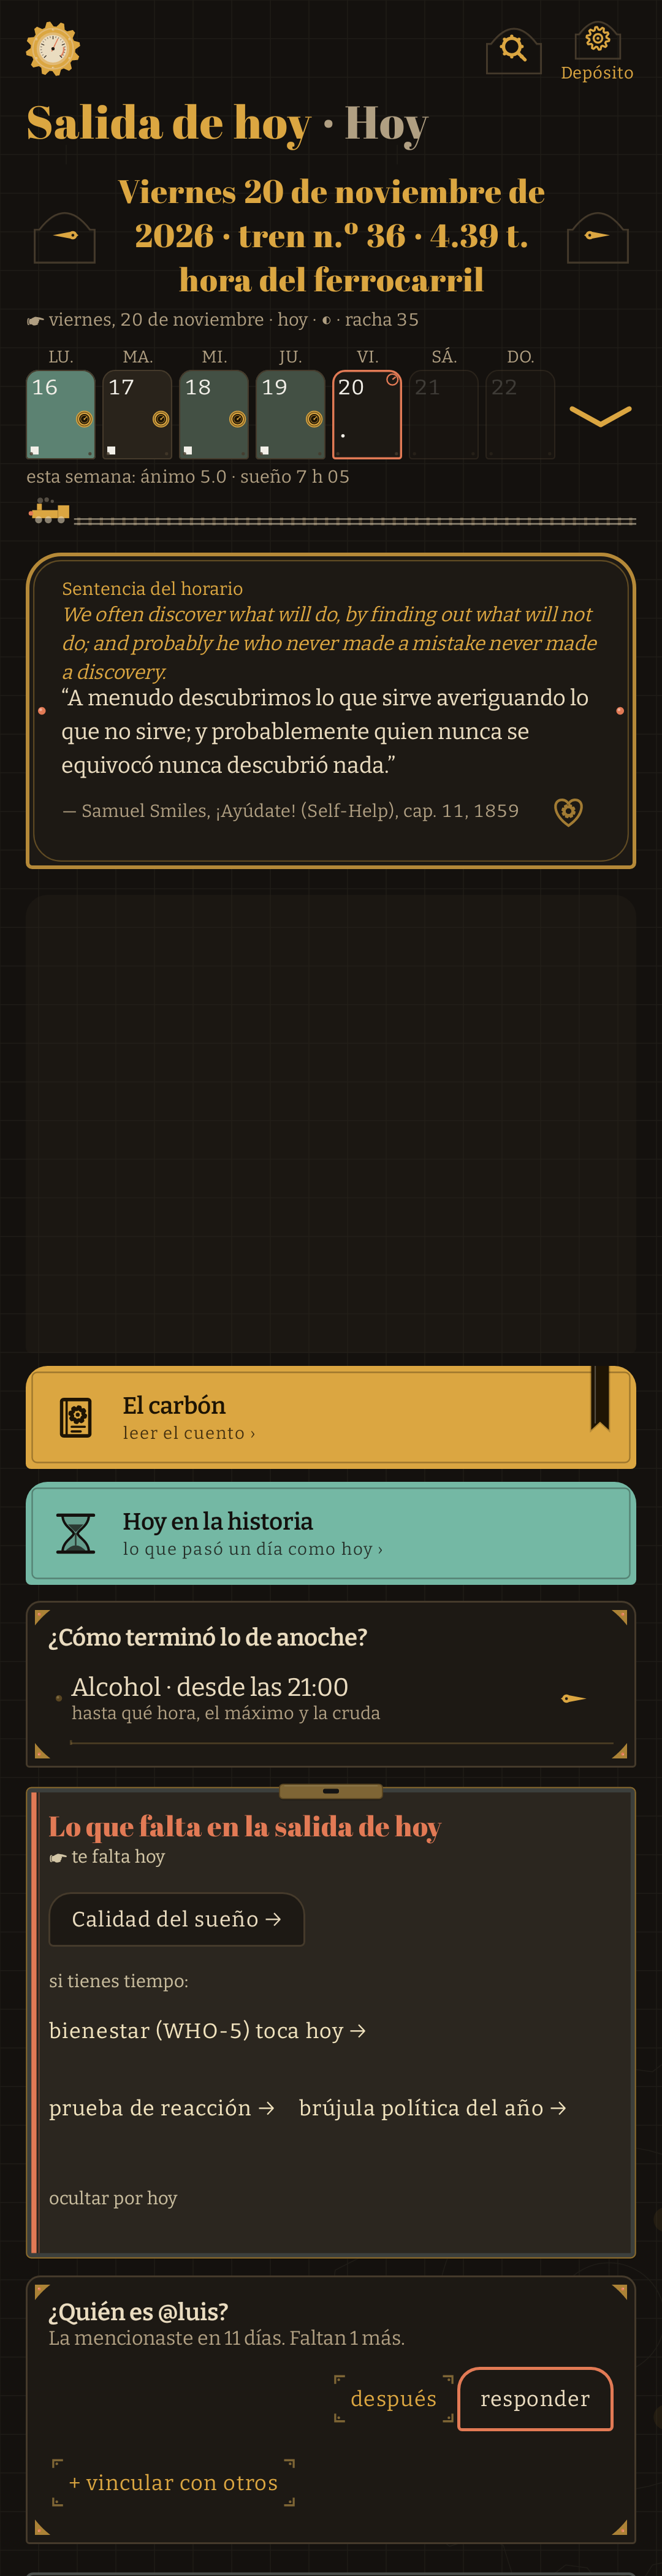 Depósito
Salida de hoy · Hoy
Viernes 20 de noviembre de
2026 · tren n.º 36 · 4.39 t.
hora del ferrocarril
☛ viernes, 20 de noviembre · hoy · ◐ · racha 35
LU. MA. MI. JU. VI. SÁ. DO.
16 17 18 19 20 21 22
esta semana: ánimo 5.0 · sueño 7 h 05
Sentencia del horario
We often discover what will do, by finding out what will not
do; and probably he who never made a mistake never made
a discovery.
“A menudo descubrimos lo que sirve averiguando lo
que no sirve; y probablemente quien nunca se
equivocó nunca descubrió nada.”
— Samuel Smiles, ¡Ayúdate! (Self-Help), cap. 11, 1859
El carbón
leer el cuento ›
Hoy en la historia
lo que pasó un día como hoy ›
¿Cómo terminó lo de anoche?
Alcohol · desde las 21:00
hasta qué hora, el máximo y la cruda
Lo que falta en la salida de hoy
☛ te falta hoy
Calidad del sueño →
si tienes tiempo:
bienestar (WHO-5) toca hoy →
prueba de reacción → brújula política del año →
ocultar por hoy
¿Quién es @luis?
La mencionaste en 11 días. Faltan 1 más.
después responder
+ vincular con otros